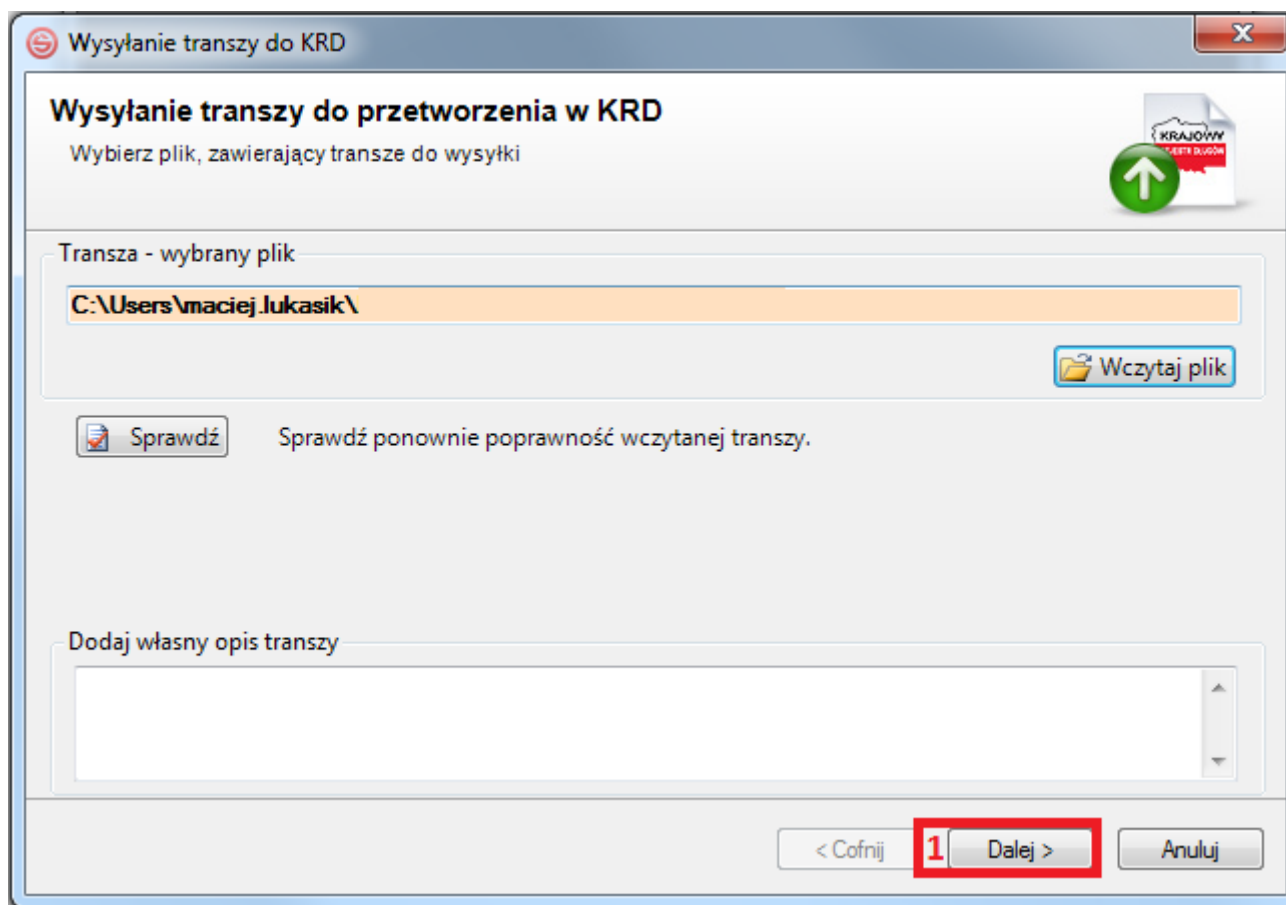 Wysyłanie transzy do KRD
Wysyłanie transzy do przetworzenia w KRD
Wybierz plik, zawierający transze do wysyłki
KRAJOWY
REJESTR DŁUGÓW
Transza - wybrany plik
C:\Users\maciej.lukasik\
Wczytaj plik
Sprawdź Sprawdź ponownie poprawność wczytanej transzy.
Dodaj własny opis transzy
< Cofnij 1 Dalej > Anuluj